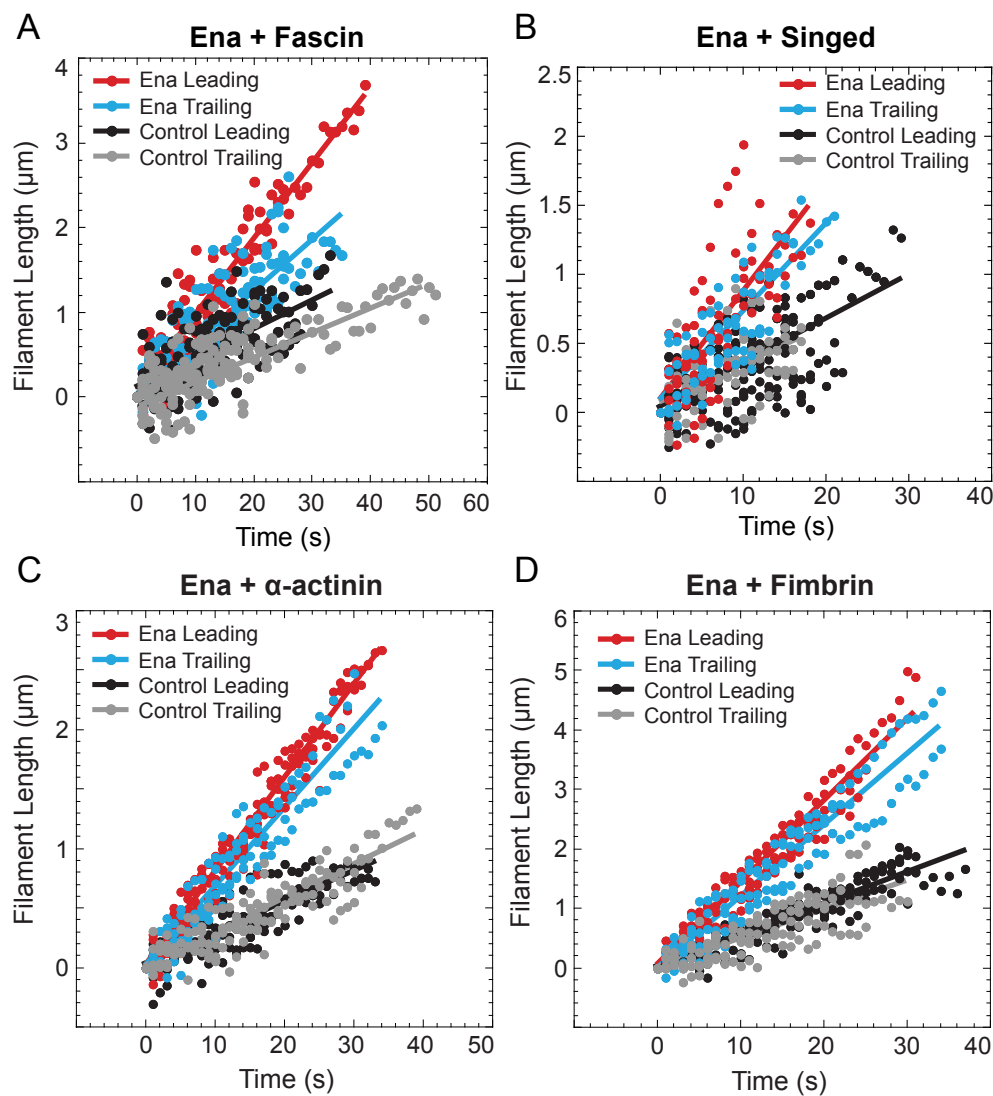 A
Ena + Fascin
Ena Leading
Ena Trailing
Control Leading
Control Trailing
Filament Length (µm)
4
3
2
1
0
0 10 20 30 40 50 60
Time (s)
B
Ena + Singed
Ena Leading
Ena Trailing
Control Leading
Control Trailing
Filament Length (µm)
2.5
2
1.5
1
0.5
0
0 10 20 30 40
Time (s)
C
Ena + α-actinin
Ena Leading
Ena Trailing
Control Leading
Control Trailing
Filament Length (µm)
3
2
1
0
0 10 20 30 40 50
Time (s)
D
Ena + Fimbrin
Ena Leading
Ena Trailing
Control Leading
Control Trailing
Filament Length (µm)
6
5
4
3
2
1
0
0 10 20 30 40
Time (s)